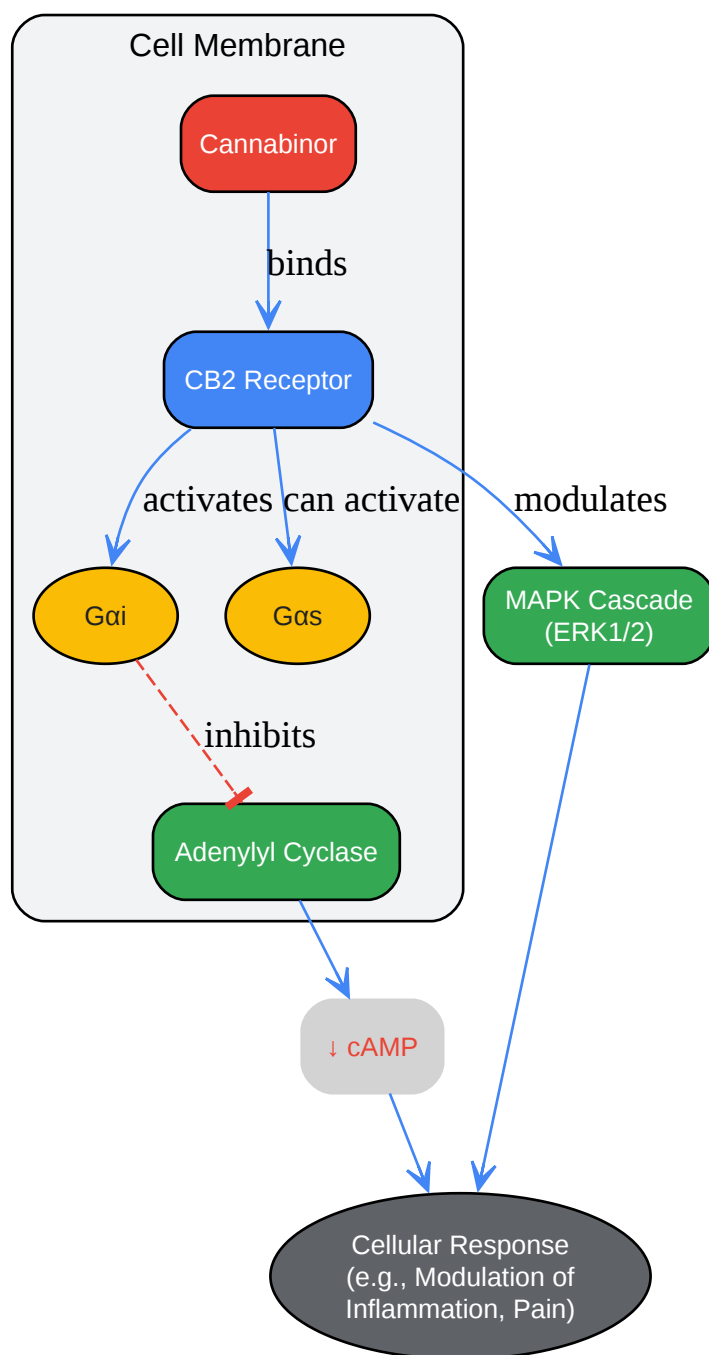 Cell Membrane
Cannabinor
binds
CB2 Receptor
activates
can activate
modulates
Gαi
Gαs
MAPK Cascade
(ERK1/2)
inhibits
Adenylyl Cyclase
↓ cAMP
Cellular Response
(e.g., Modulation of
Inflammation, Pain)